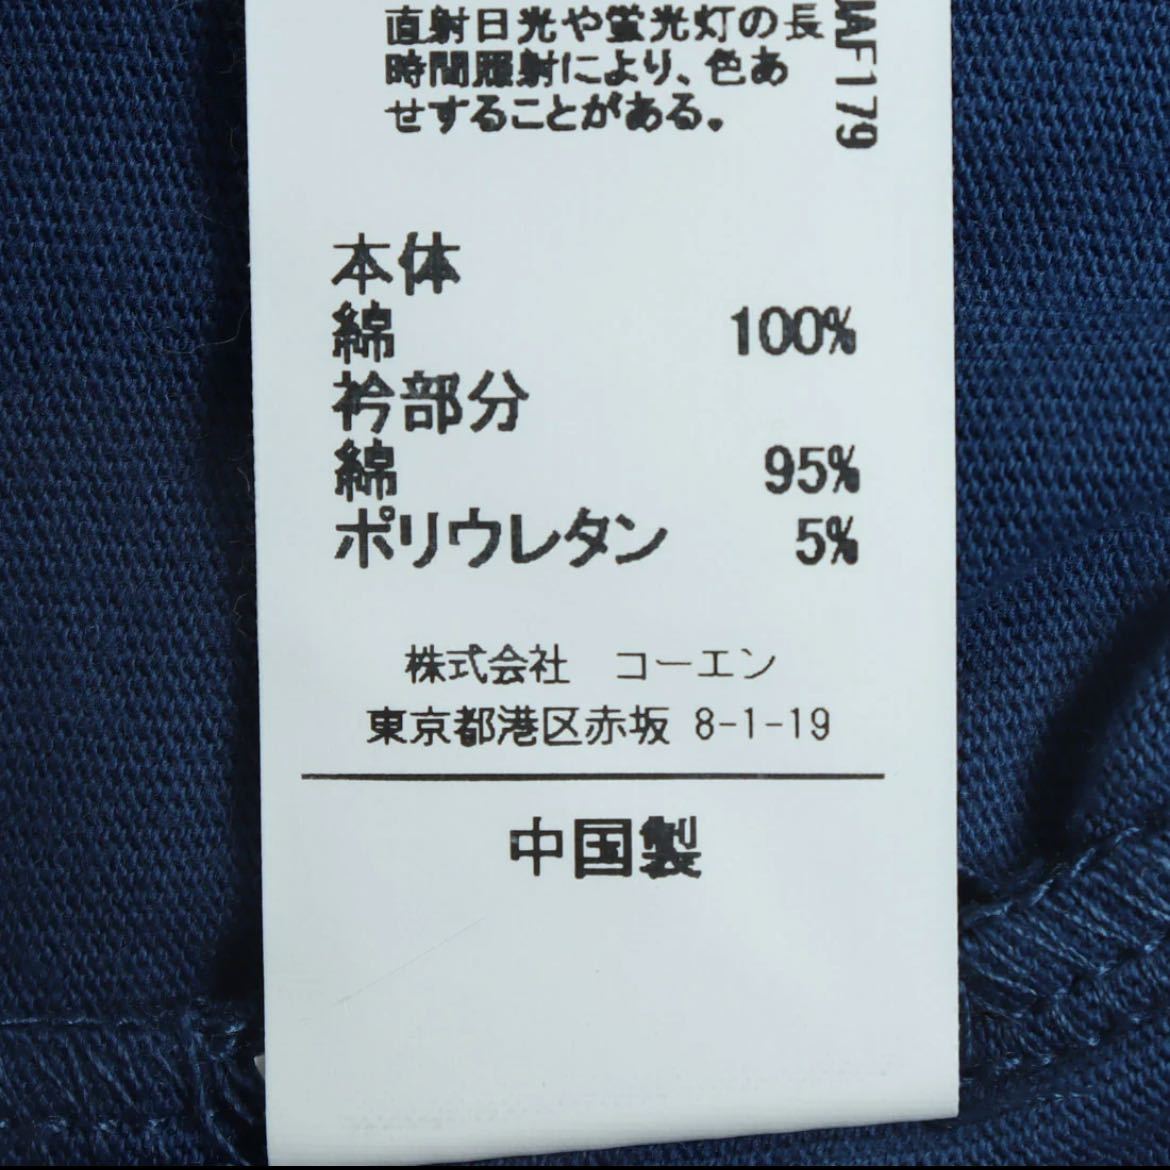 直射日光や蛍光灯の長
時間照射により、色あ
せすることがある。
AF179
本体
綿 100%
衿部分
綿 95%
ポリウレタン 5%
株式会社 コーエン
東京都港区赤坂 8-1-19
中国製